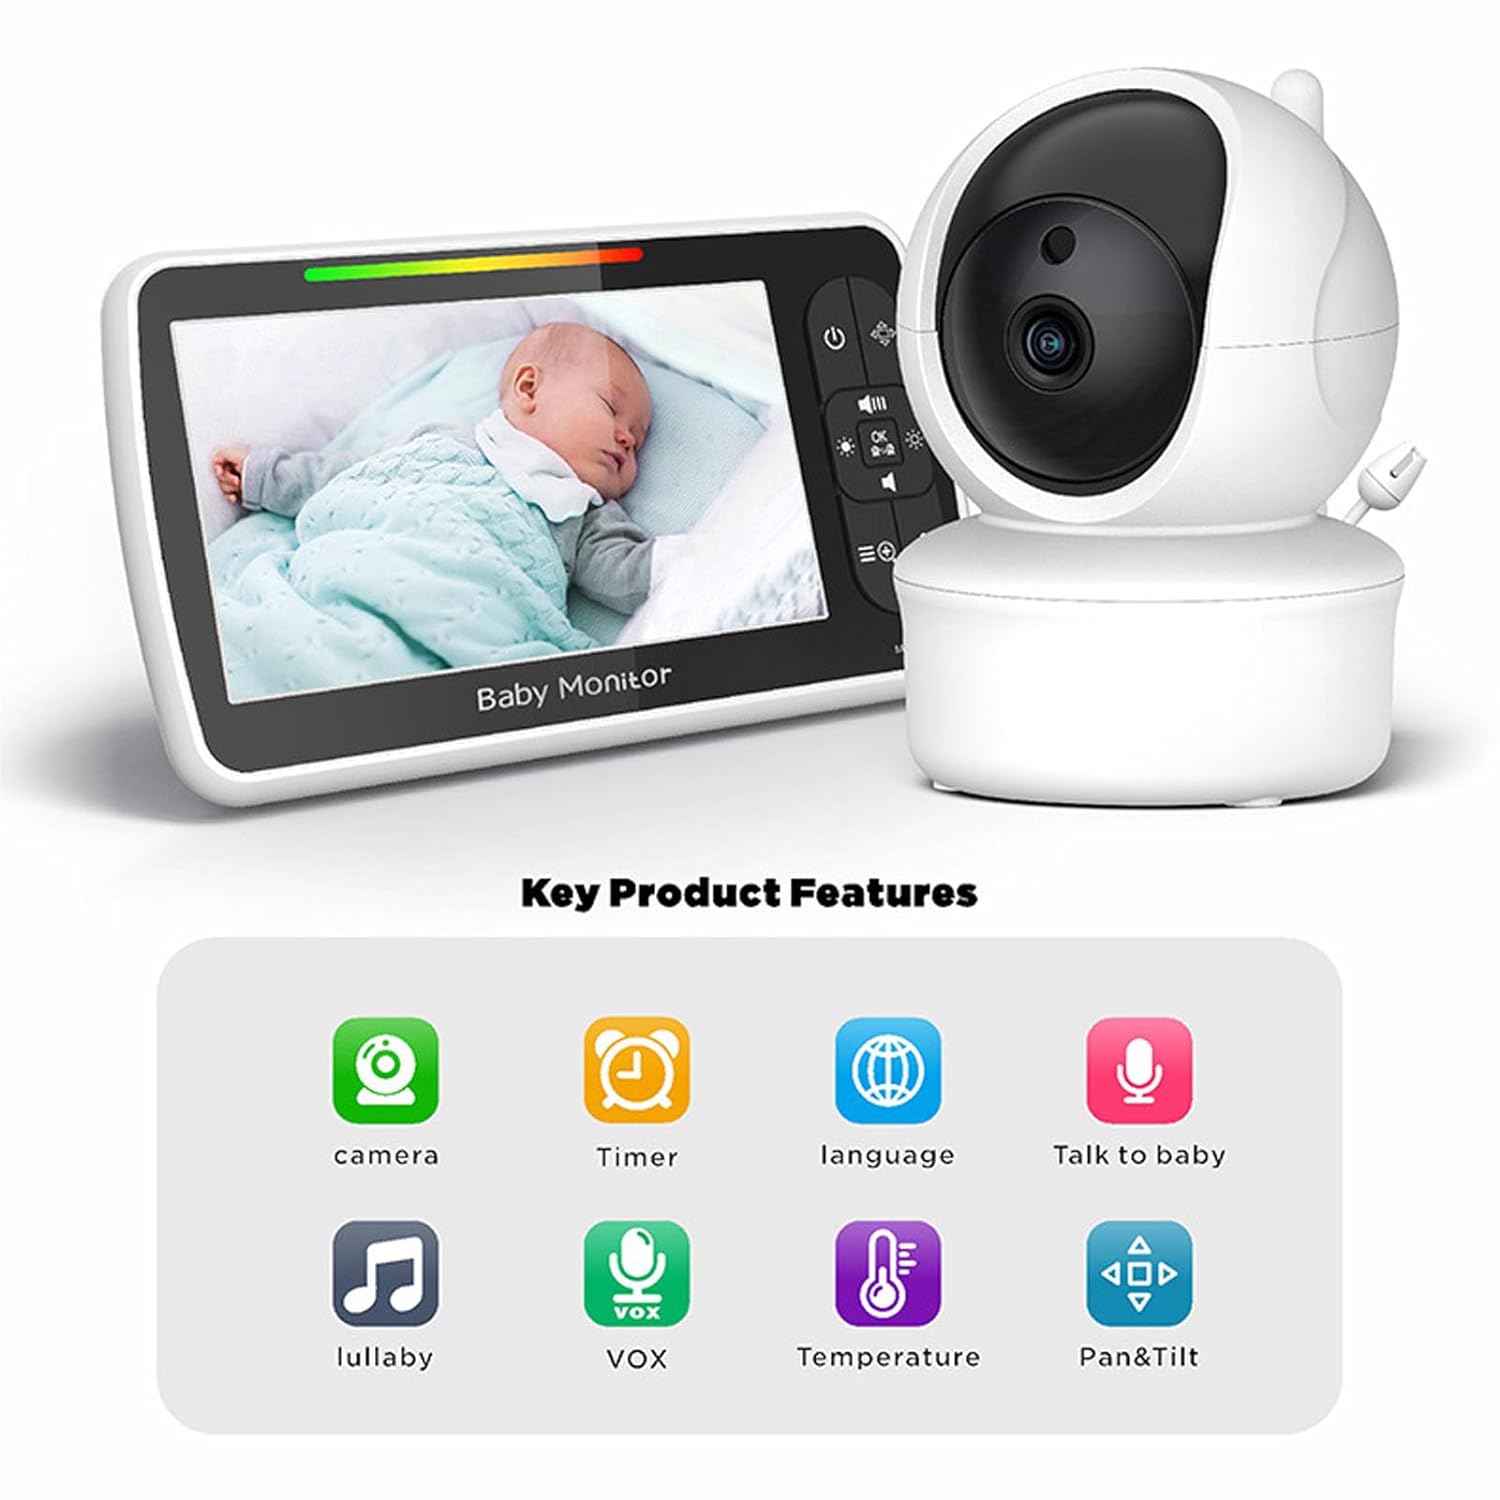 OK
Baby Monitor
Key Product Features
camera
Timer
language
Talk to baby
VOX
lullaby
VOX
Temperature
Pan&Tilt